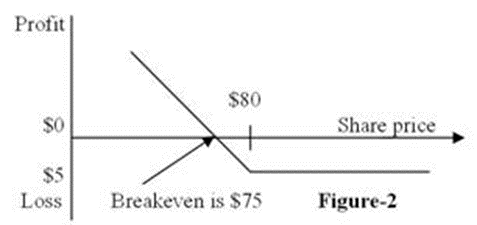 Profit
$80
$0
Share price
$5
Loss
Breakeven is $75
Figure-2